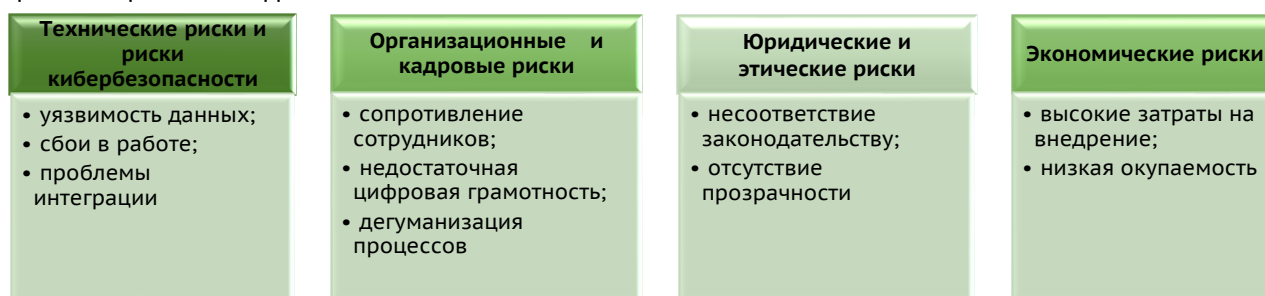 Технические риски и
риски
кибербезопасности
• уязвимость данных;
• сбои в работе;
• проблемы
интеграции
Организационные и
кадровые риски
• сопротивление
сотрудников;
• недостаточная
цифровая грамотность;
• дегуманизация
процессов
Юридические и
этические риски
• несоответствие
законодательству;
• отсутствие
прозрачности
Экономические риски
• высокие затраты на
внедрение;
• низкая окупаемость